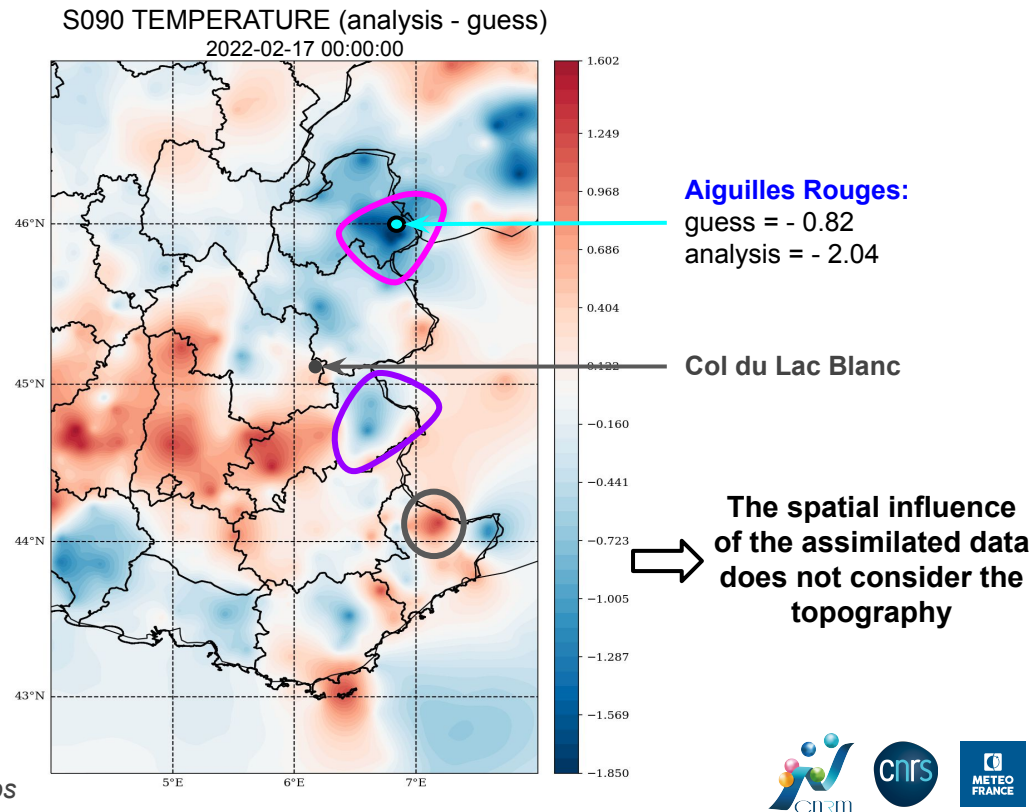 S090 TEMPERATURE (analysis - guess)
2022-02-17 00:00:00
1.602
1.249
0.968
0.686
0.404
0.122
−0.160
−0.441
−0.723
−1.005
−1.287
−1.569
−1.850
46°N
45°N
44°N
43°N
5°E
6°E
7°E
Aiguilles Rouges:
guess = - 0.82
analysis = - 2.04
Col du Lac Blanc
The spatial influence
of the assimilated data
does not consider the
topography
CNRM
cnrs
METEO
FRANCE